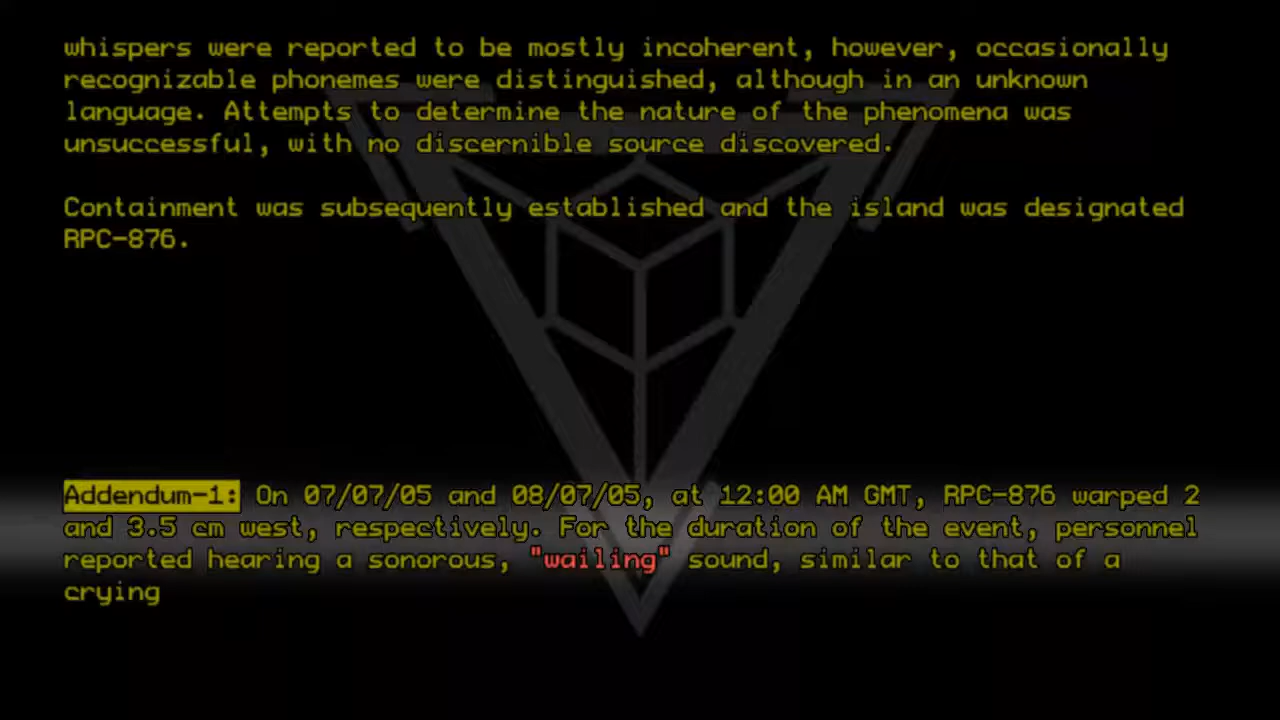 whispers were reported to be mostly incoherent, however, occasionally
recognizable phonemes were distinguished, although in an unknown
language. Attempts to determine the nature of the phenomena was
unsuccessful, with no discernible source discovered.
Containment was subsequently established and the island was designated
RPC-876.
Addendum-1: On 07/07/05 and 08/07/05, at 12:00 AM GMT, RPC-876 warped 2
and 3.5 cm west, respectively. For the duration of the event, personnel
reported hearing a sonorous, "wailing" sound, similar to that of a
crying